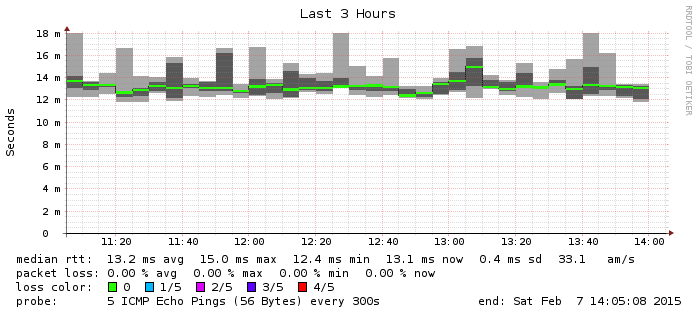 Last 3 Hours
RRDTOOL / TOBI OETIKER
Seconds
18 m
16 m
14 m
12 m
10 m
8 m
6 m
4 m
2 m
0
11:20 11:40 12:00 12:20 12:40 13:00 13:20 13:40 14:00
median rtt: 13.2 ms avg 15.0 ms max 12.4 ms min 13.1 ms now 0.4 ms sd 33.1 am/s
packet loss: 0.00 % avg 0.00 % max 0.00 % min 0.00 % now
loss color: 0 1/5 2/5 3/5 4/5
probe: 5 ICMP Echo Pings (56 Bytes) every 300s end: Sat Feb 7 14:05:08 2015